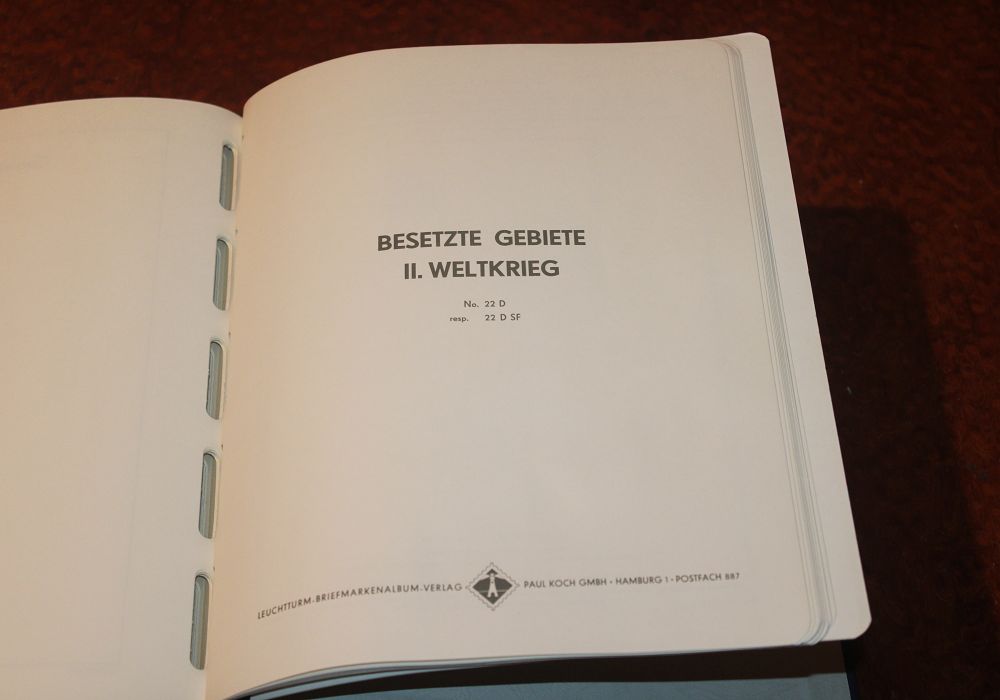 BESETZTE GEBIETE
II. WELTKRIEG
No. 22 D
resp. 22 D SF
LEUCHTTURM-BRIEFMARKENALBUM-VERLAG PAUL KOCH GMBH · HAMBURG 1 · POSTFACH 887